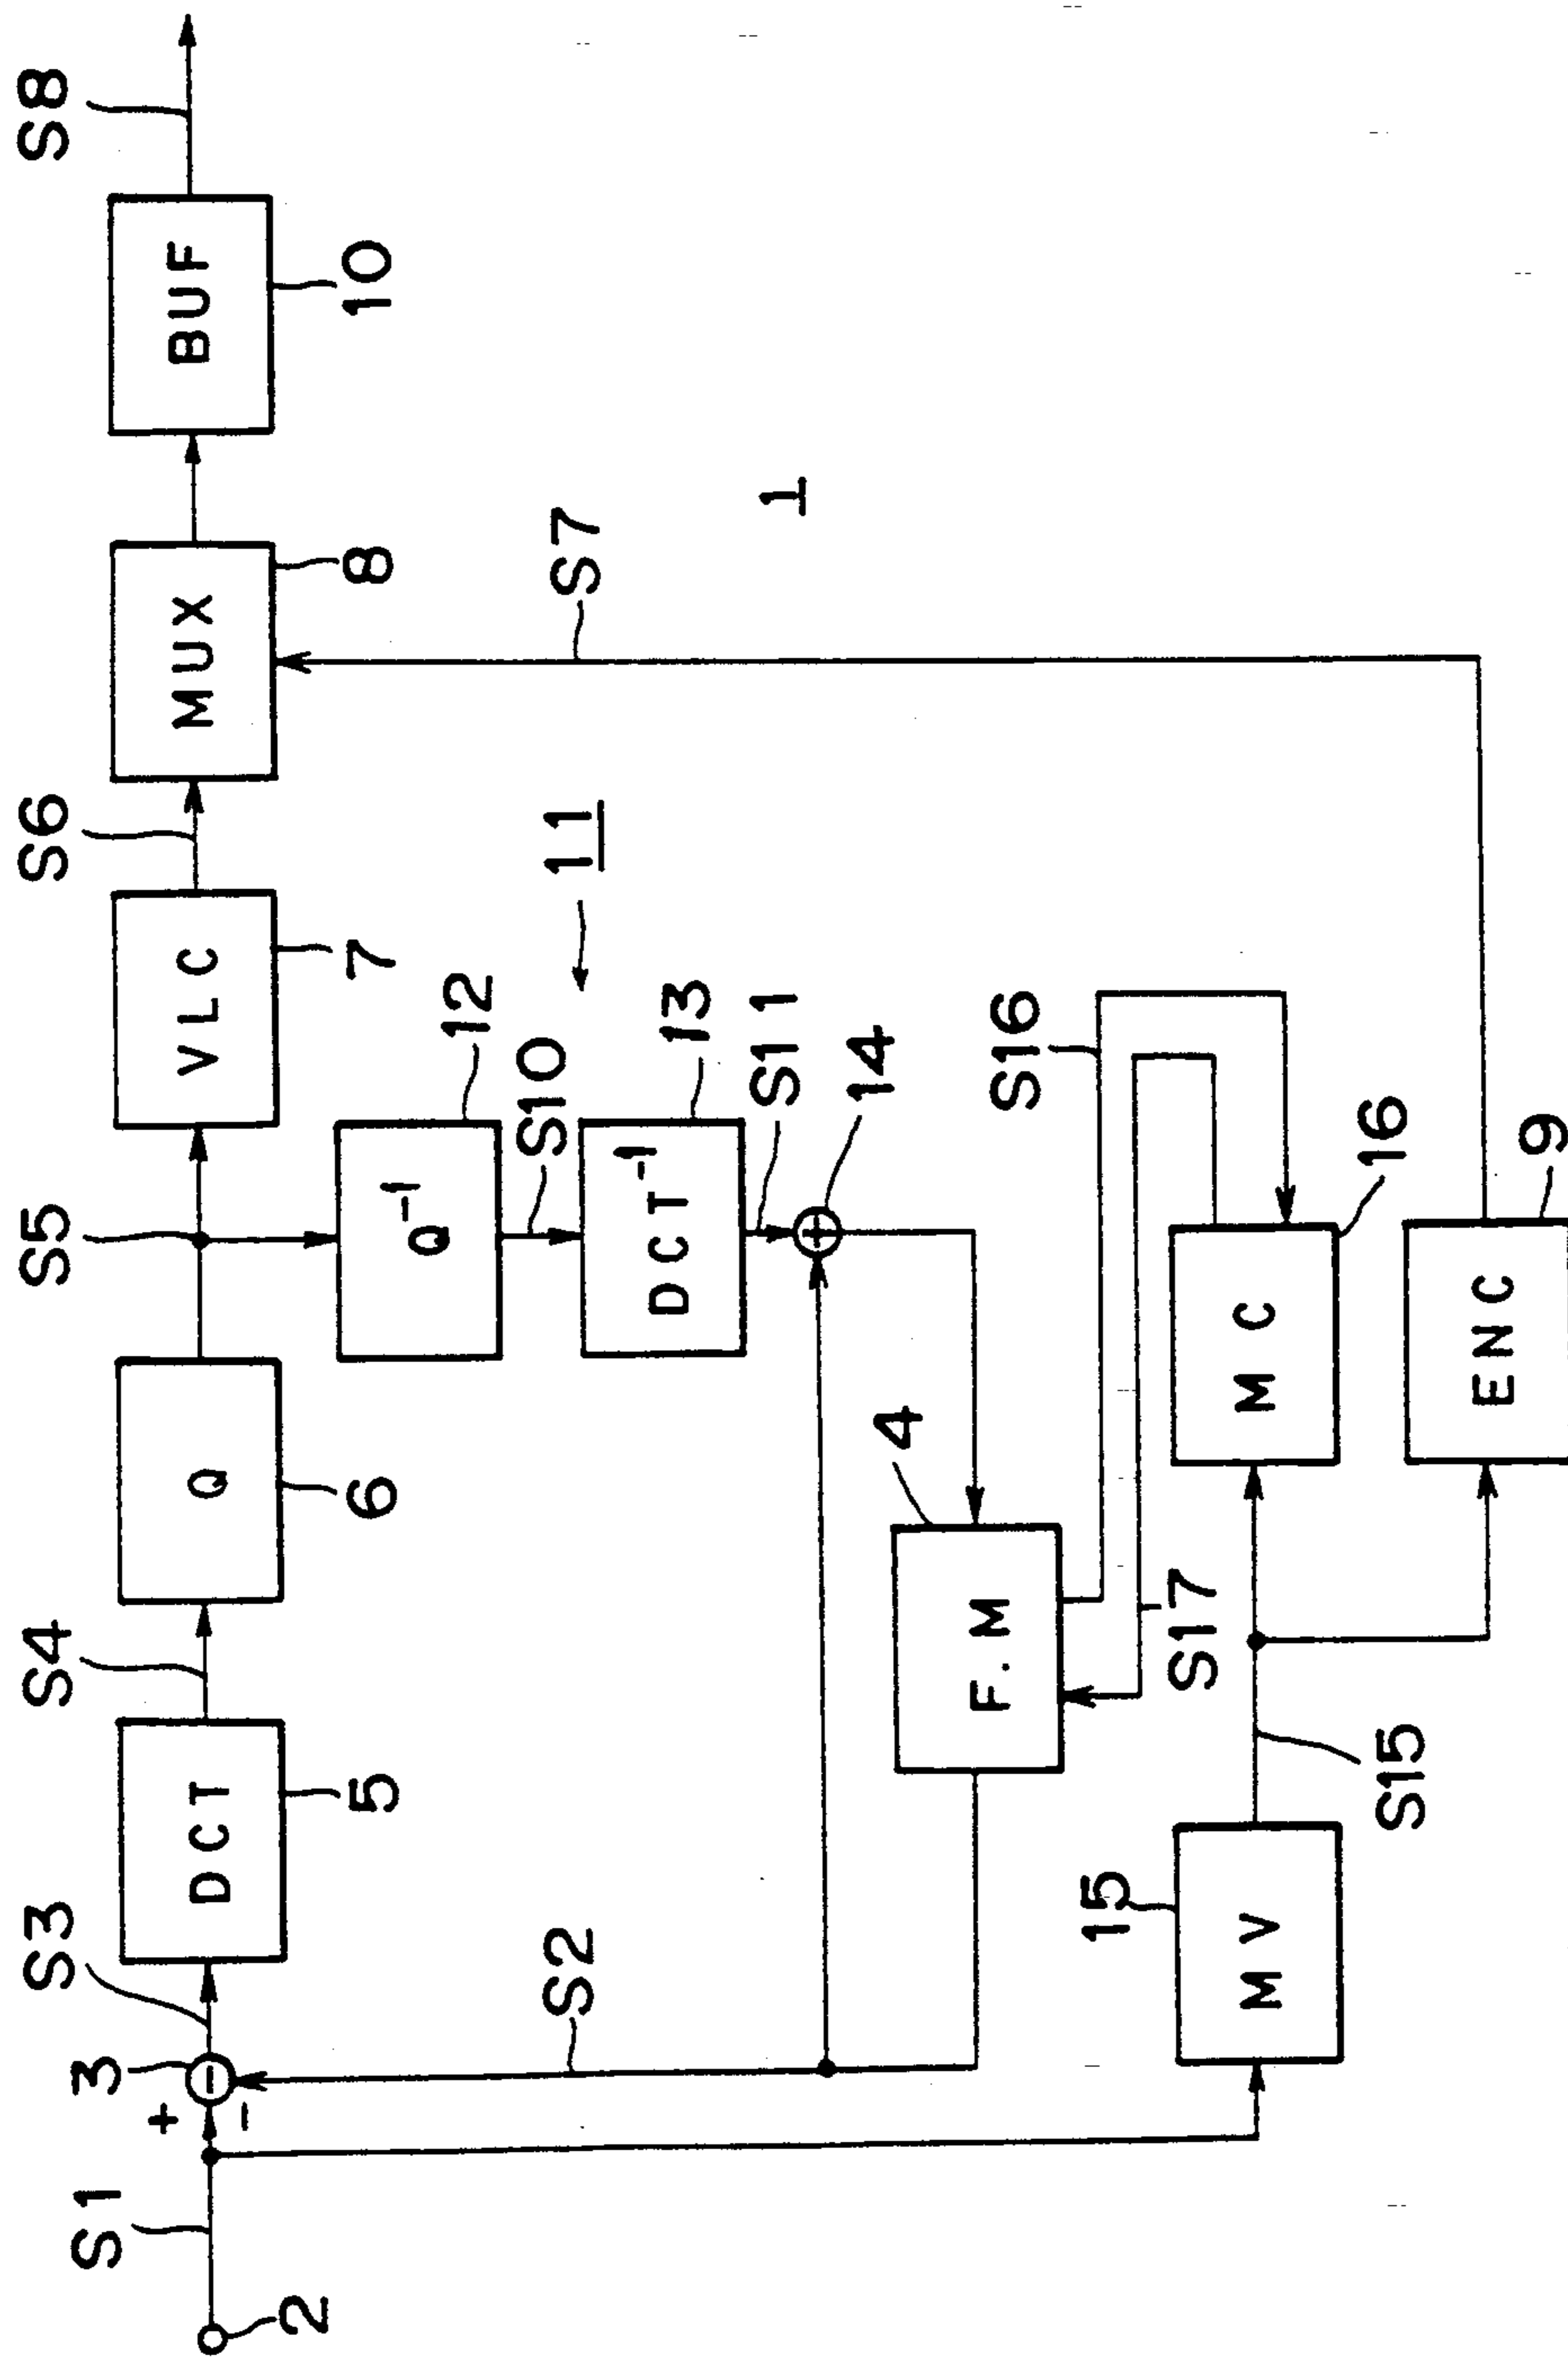 S1
2
3
+
-
S3
DCT
5
S4
Q
6
S5
VLC
7
S6
MUX
8
BUF
10
S8
S2
Q⁻¹
12
S10
11
DCT⁻¹
13
S11
14
S7
1
F.M
4
S16
S17
MV
15
S15
MC
16
ENC
9